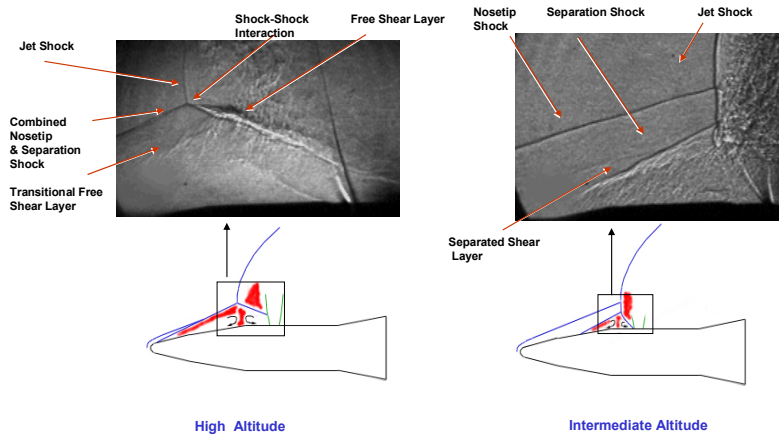 Shock-Shock
Interaction
Free Shear Layer
Jet Shock
Combined
Nosetip
& Separation
Shock
Transitional Free
Shear Layer
High Altitude
Nosetip
Shock
Separation Shock
Jet Shock
Separated Shear
Layer
Intermediate Altitude